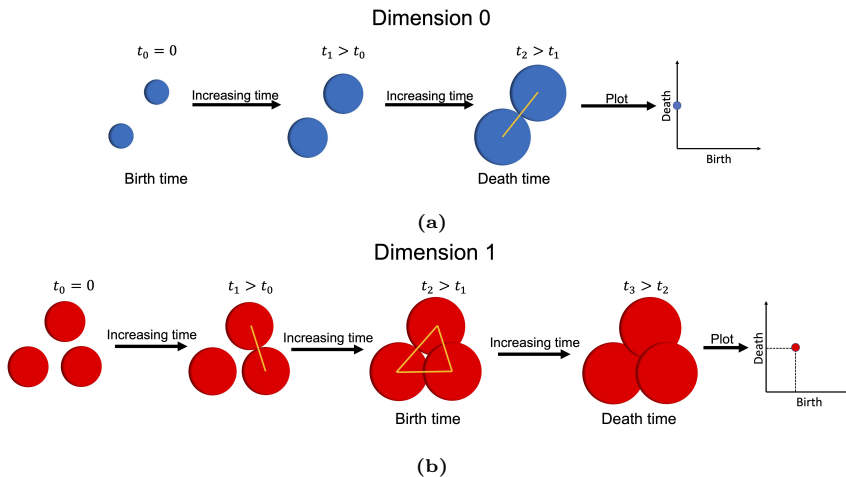 Dimension 0
t₀ = 0
t₁ > t₀
t₂ > t₁
Increasing time
Increasing time
Plot
Death
Birth
Birth time
Death time
(a)
Dimension 1
t₀ = 0
t₁ > t₀
t₂ > t₁
t₃ > t₂
Increasing time
Increasing time
Increasing time
Plot
Death
Birth
Birth time
Death time
(b)